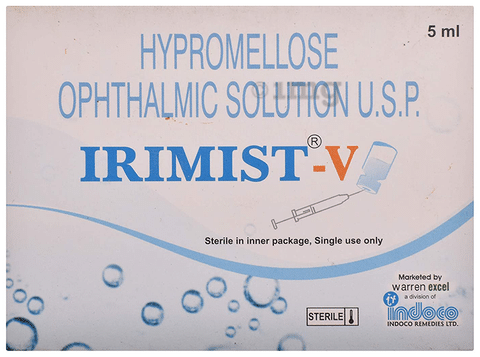 5 ml
HYPROMELLOSE
OPHTHALMIC SOLUTION U.S.P.
1mg
IRIMIST®-V
Sterile in inner package, Single use only
Marketed by
warren excel
a division of
indoco
INDOCO REMEDIES LTD.
STERILE